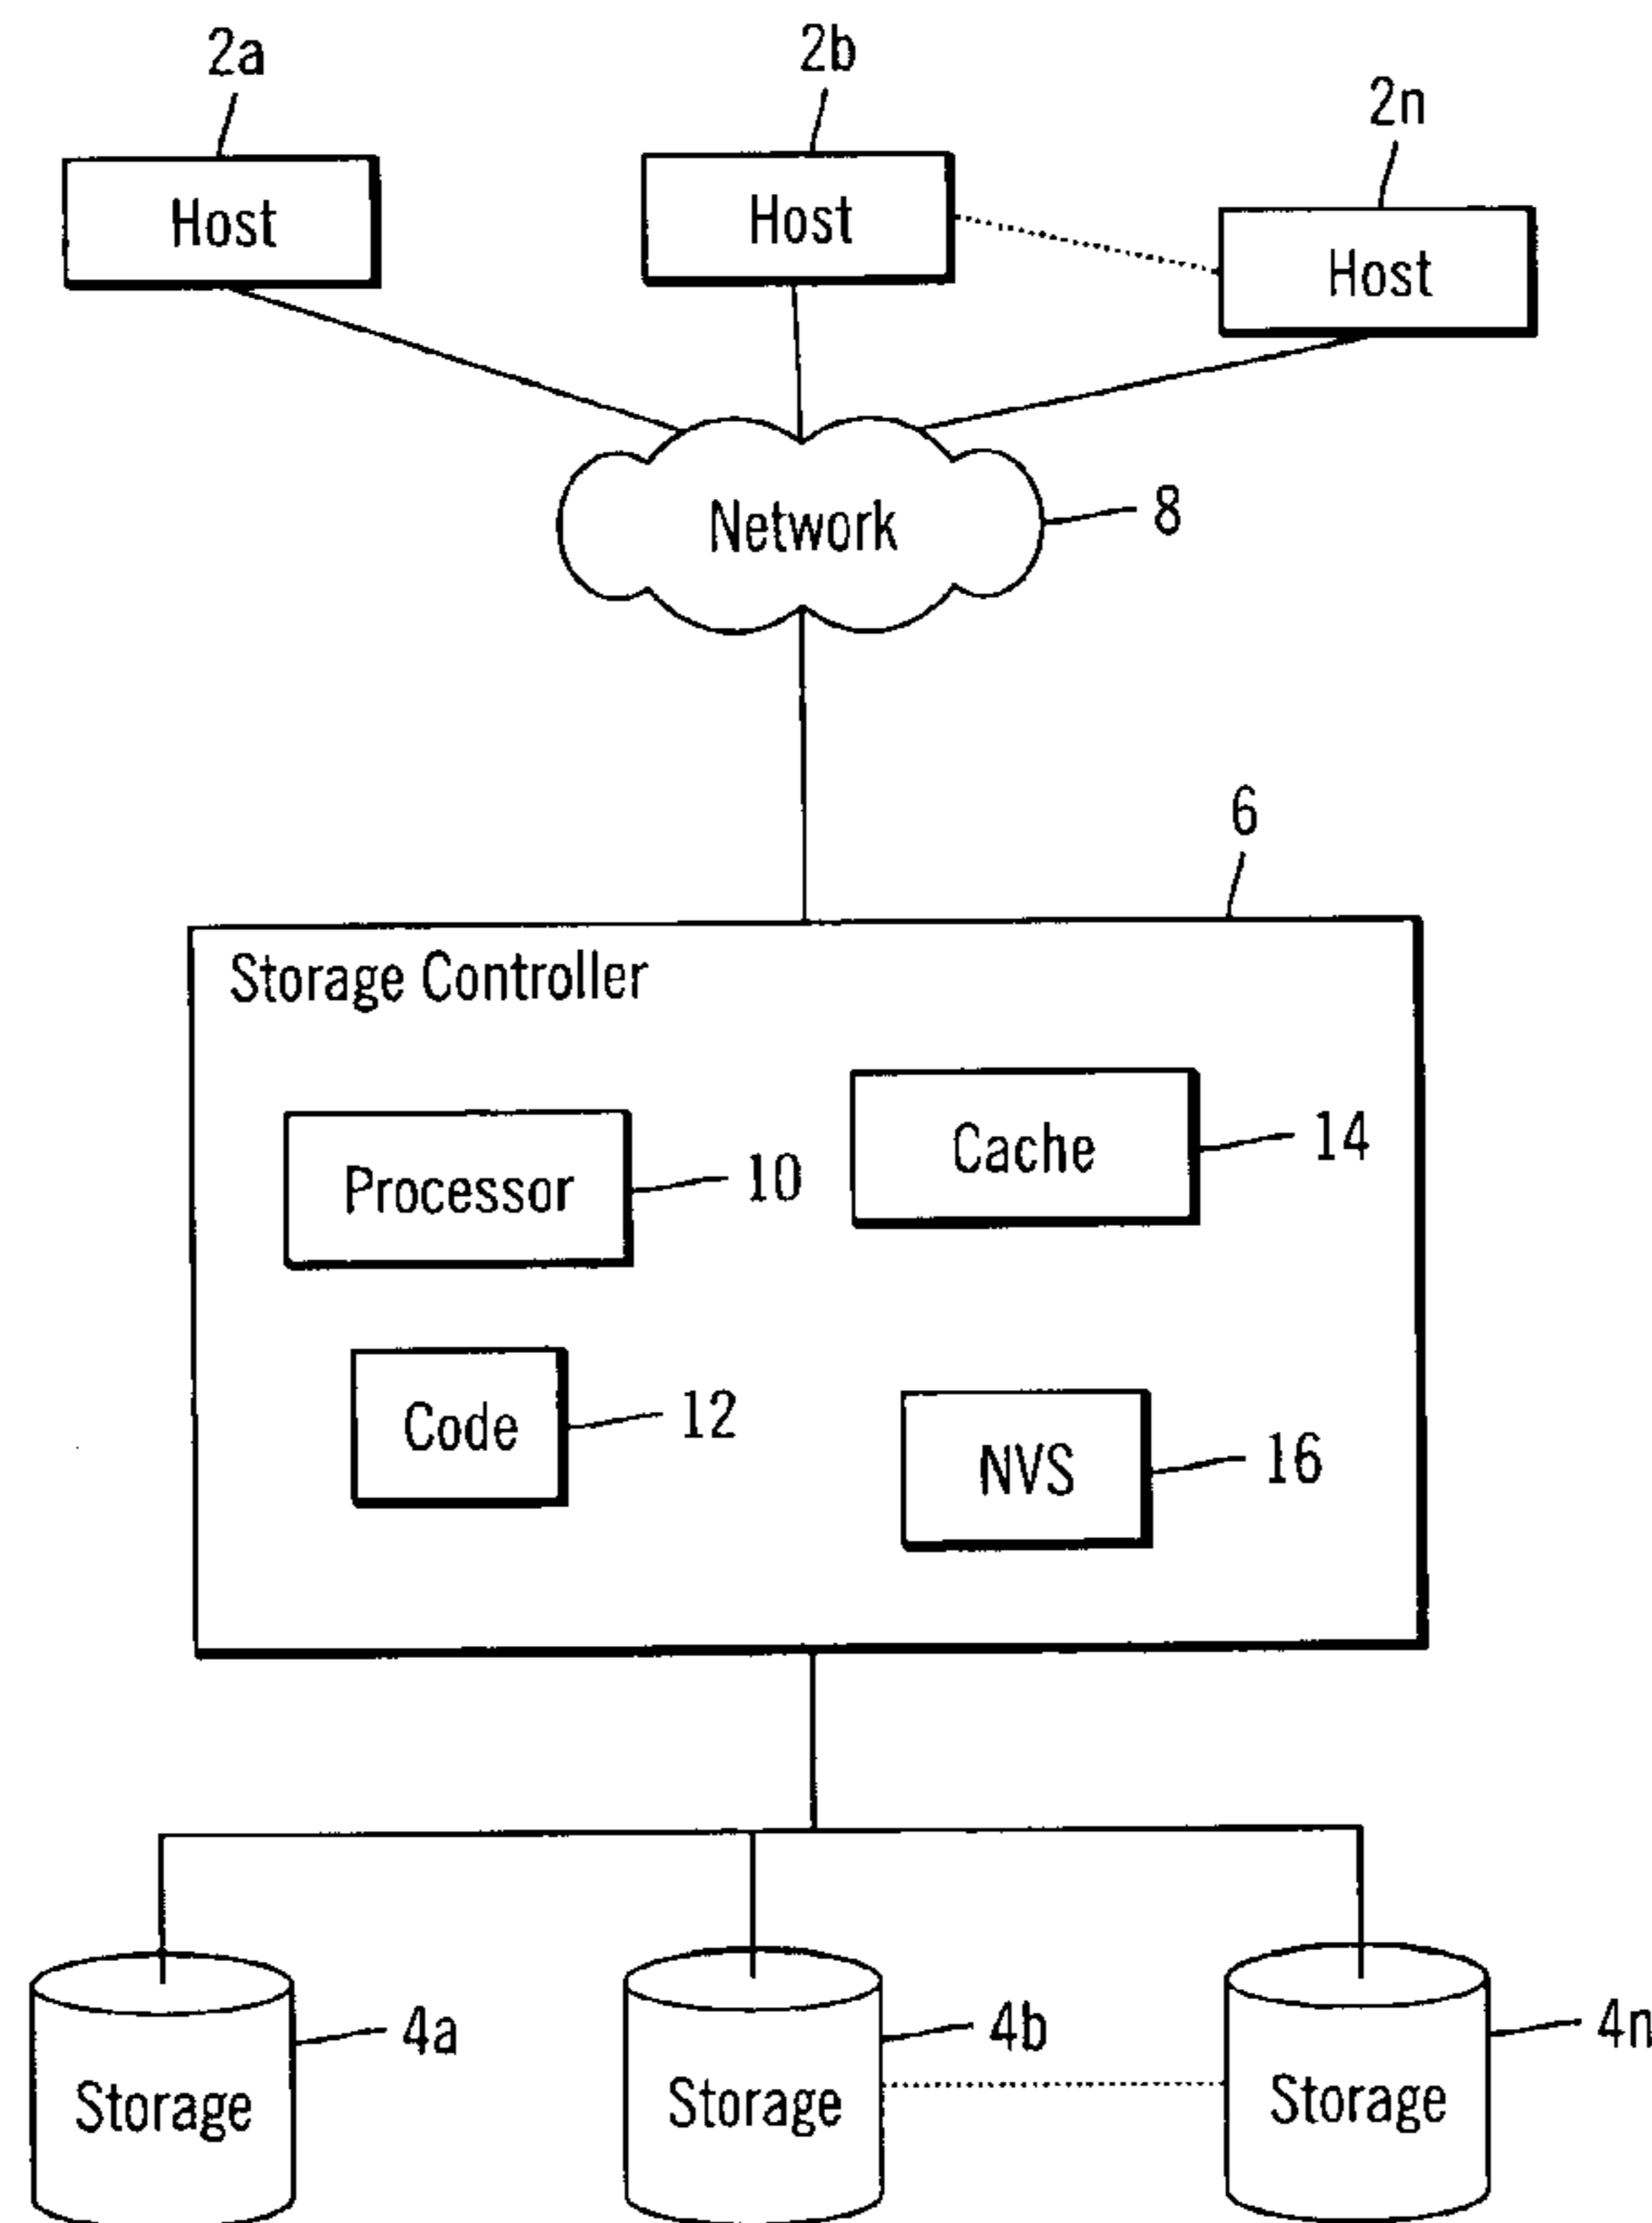 2a
2b
2n
Host
Host
Host
Network
8
6
Storage Controller
Cache
14
Processor
10
Code
12
NVS
16
4a
4b
4n
Storage
Storage
Storage